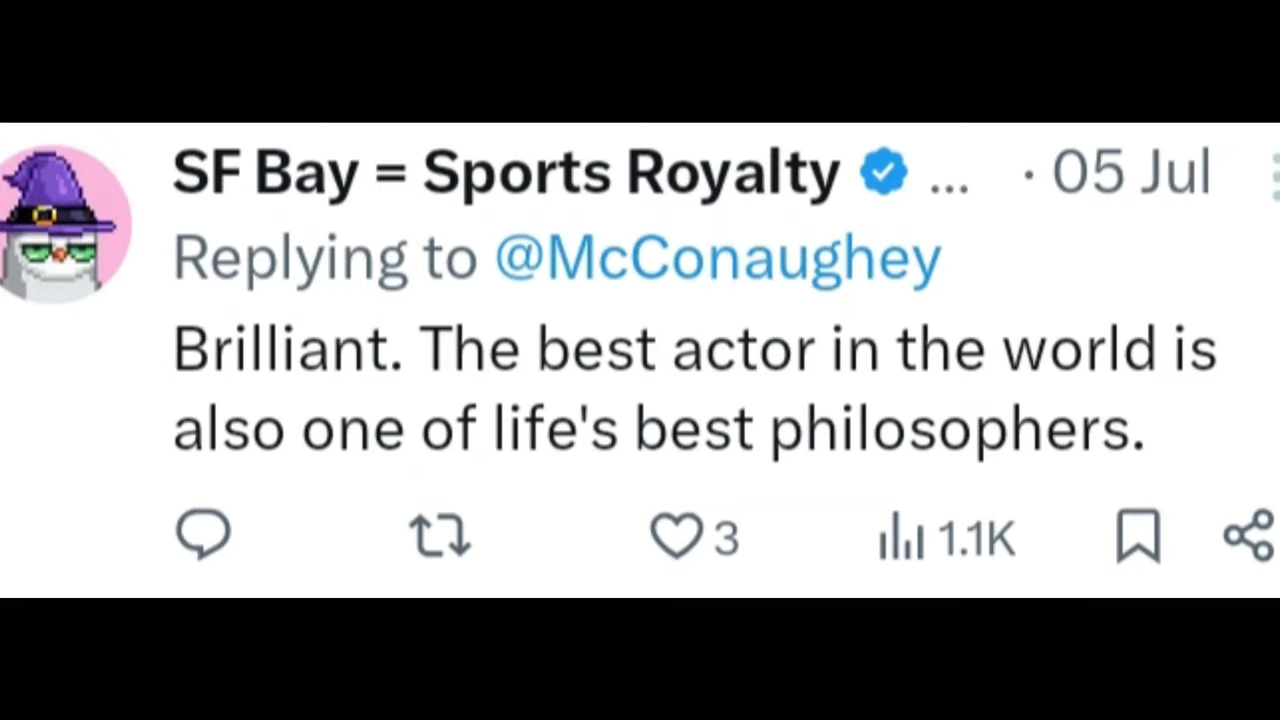 SF Bay = Sports Royalty ... · 05 Jul
Replying to @McConaughey
Brilliant. The best actor in the world is
also one of life's best philosophers.
3 1.1K